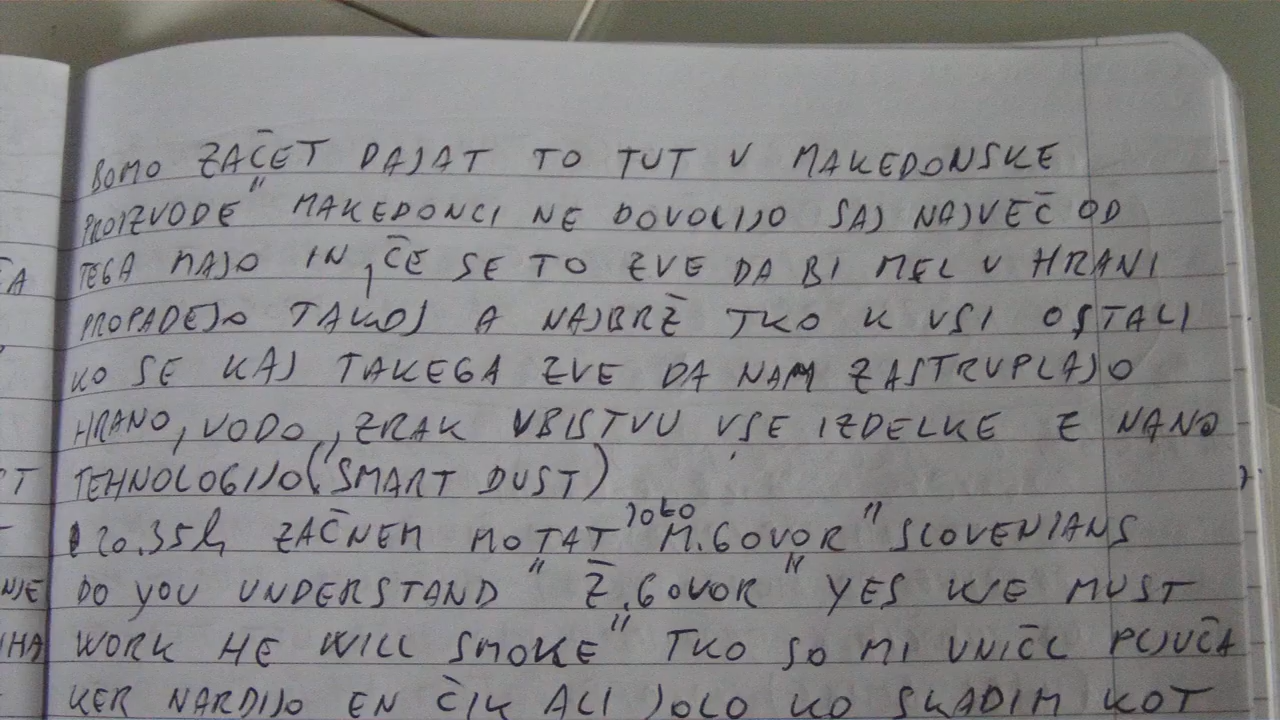 BOMO ZAČET DAJAT TO TUT V MAKEDONSKE
PROIZVODE" MAKEDONCI NE DOVOLIJO SAJ NAJVEČ OD
TEGA MAJO IN, ČE SE TO ZVE DA BI MEL V HRANI
PROPADEJO TAKOJ A NAJBRŽ TKO K VSI OSTALI
KO SE KAJ TAKEGA ZVE DA NAM ZASTRUPLAJO
HRANO, VODO, ZRAK UBISTVU VSE IZDELKE Z NANO
TEHNOLOGIJO (SMART DUST)
20.35h ZAČNEM MOTAT M. GOVOR "SLOVENIANS
DO YOU UNDERSTAND" Ž. GOVOR "YES WE MUST
WORK HE WILL SMOKE" TKO SO MI UNIČL PLJUČA
KER NARDIJO EN ČIK ALI KO SKADIM KOT